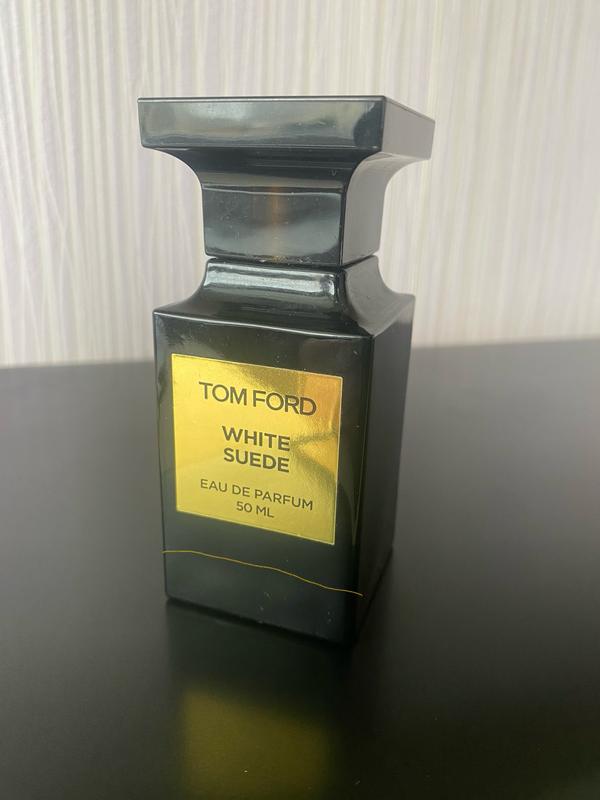 TOM FORD
WHITE
SUEDE
EAU DE PARFUM
50 ML